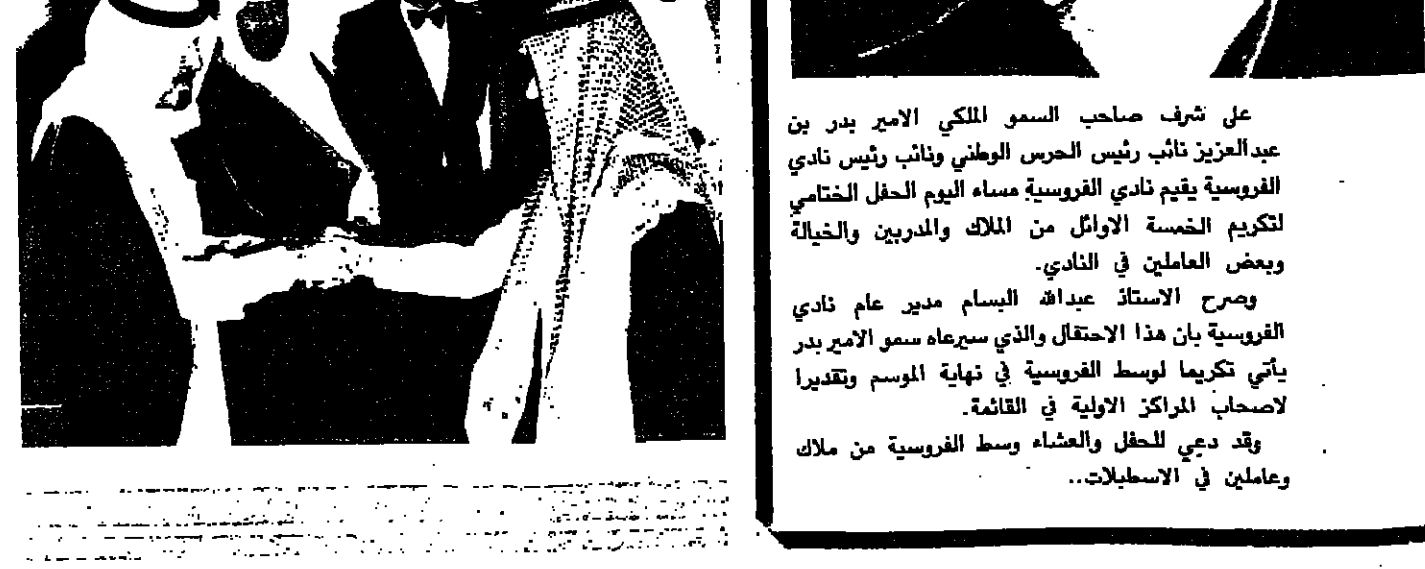 على شرف صاحب السمو الملكي الامير بدر بن
عبدالعزيز نائب رئيس الحرس الوطني ونائب رئيس نادي
الفروسية يقيم نادي الفروسية مساء اليوم الحفل الختامي
لتكريم الخمسة الاوائل من الملاك والمدربين والخيالة
وبعض العاملين في النادي.
وصرح الاستاذ عبدالله البسام مدير عام نادي
الفروسية بان هذا الاحتفال والذي سيرعاه سمو الامير بدر
يأتي تكريما لوسط الفروسية في نهاية الموسم وتقديرا
لاصحاب المراكز الاولية في القائمة.
وقد دعي للحفل والعشاء وسط الفروسية من ملاك
وعاملين في الاسطبلات..